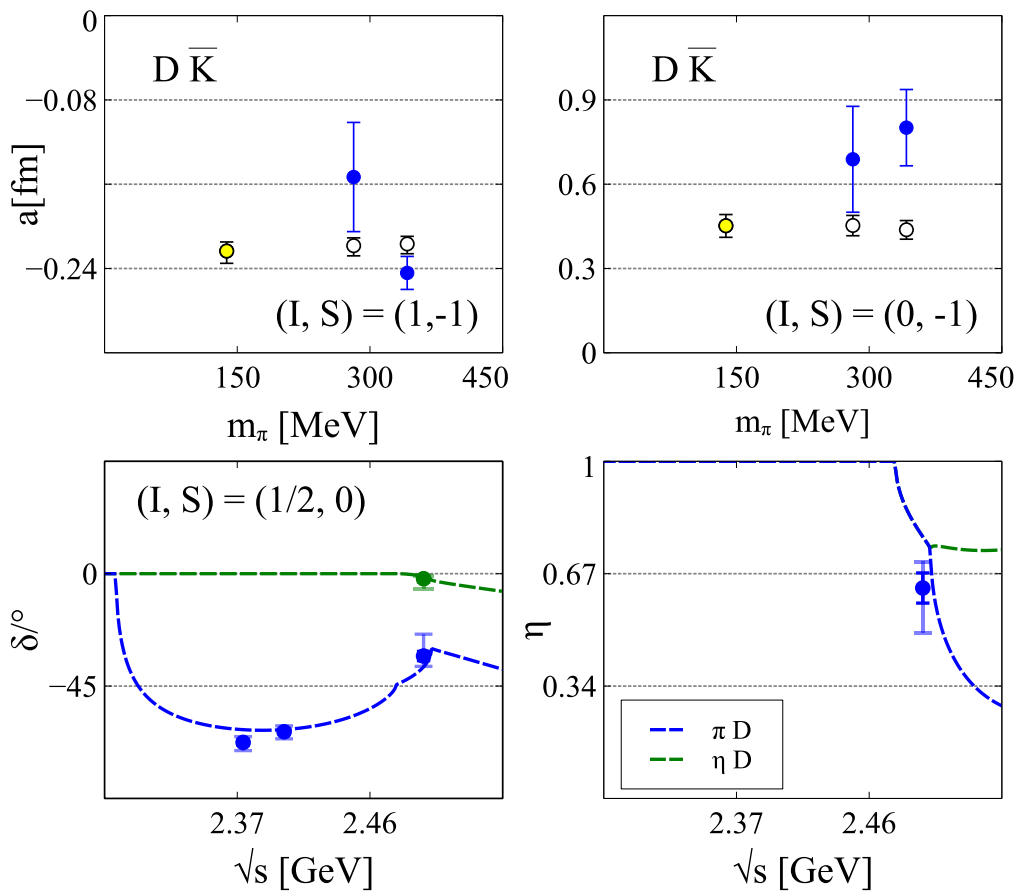 0
−0.08
−0.24
a[fm]
D K̅
(I, S) = (1,-1)
150
300
450
mπ [MeV]
0.9
0.6
0.3
0
D K̅
(I, S) = (0, -1)
150
300
450
mπ [MeV]
(I, S) = (1/2, 0)
0
−45
δ/°
2.37
2.46
√s [GeV]
1
0.67
0.34
η
π D
η D
2.37
2.46
√s [GeV]